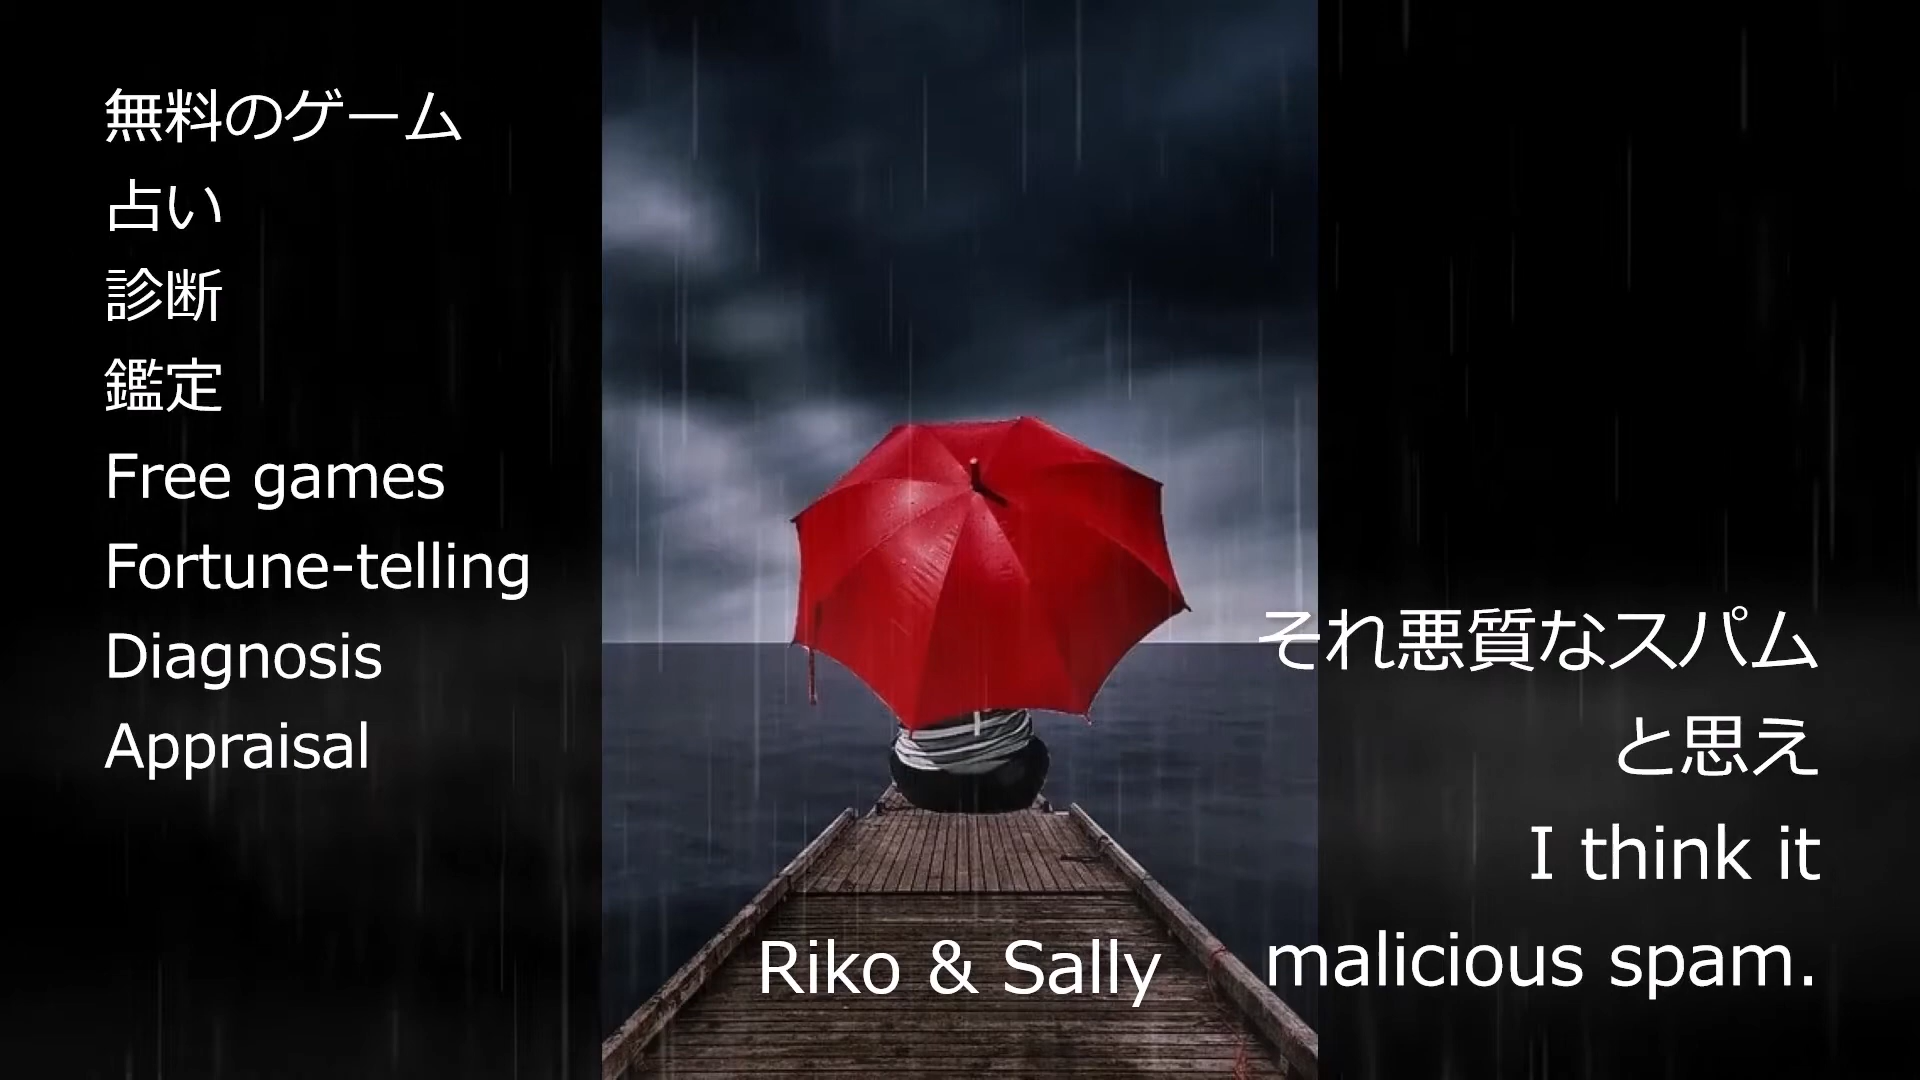 無料のゲーム
占い
診断
鑑定
Free games
Fortune-telling
Diagnosis
Appraisal
それ悪質なスパム
と思え
I think it
malicious spam.
Riko & Sally